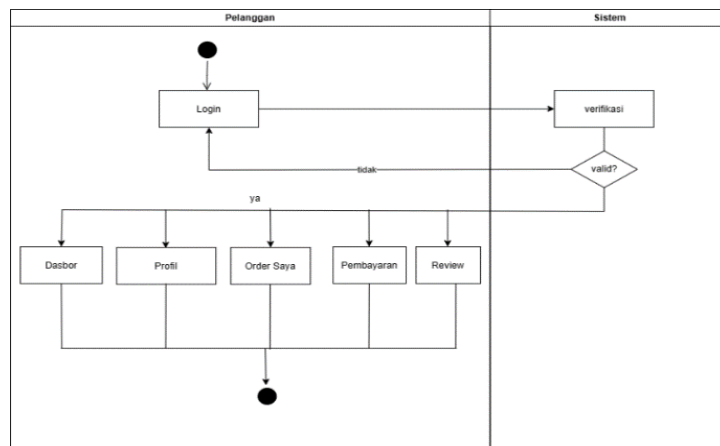 Pelanggan
Sistem
Login
verifikasi
tidak
valid?
ya
Dasbor
Profil
Order Saya
Pembayaran
Review